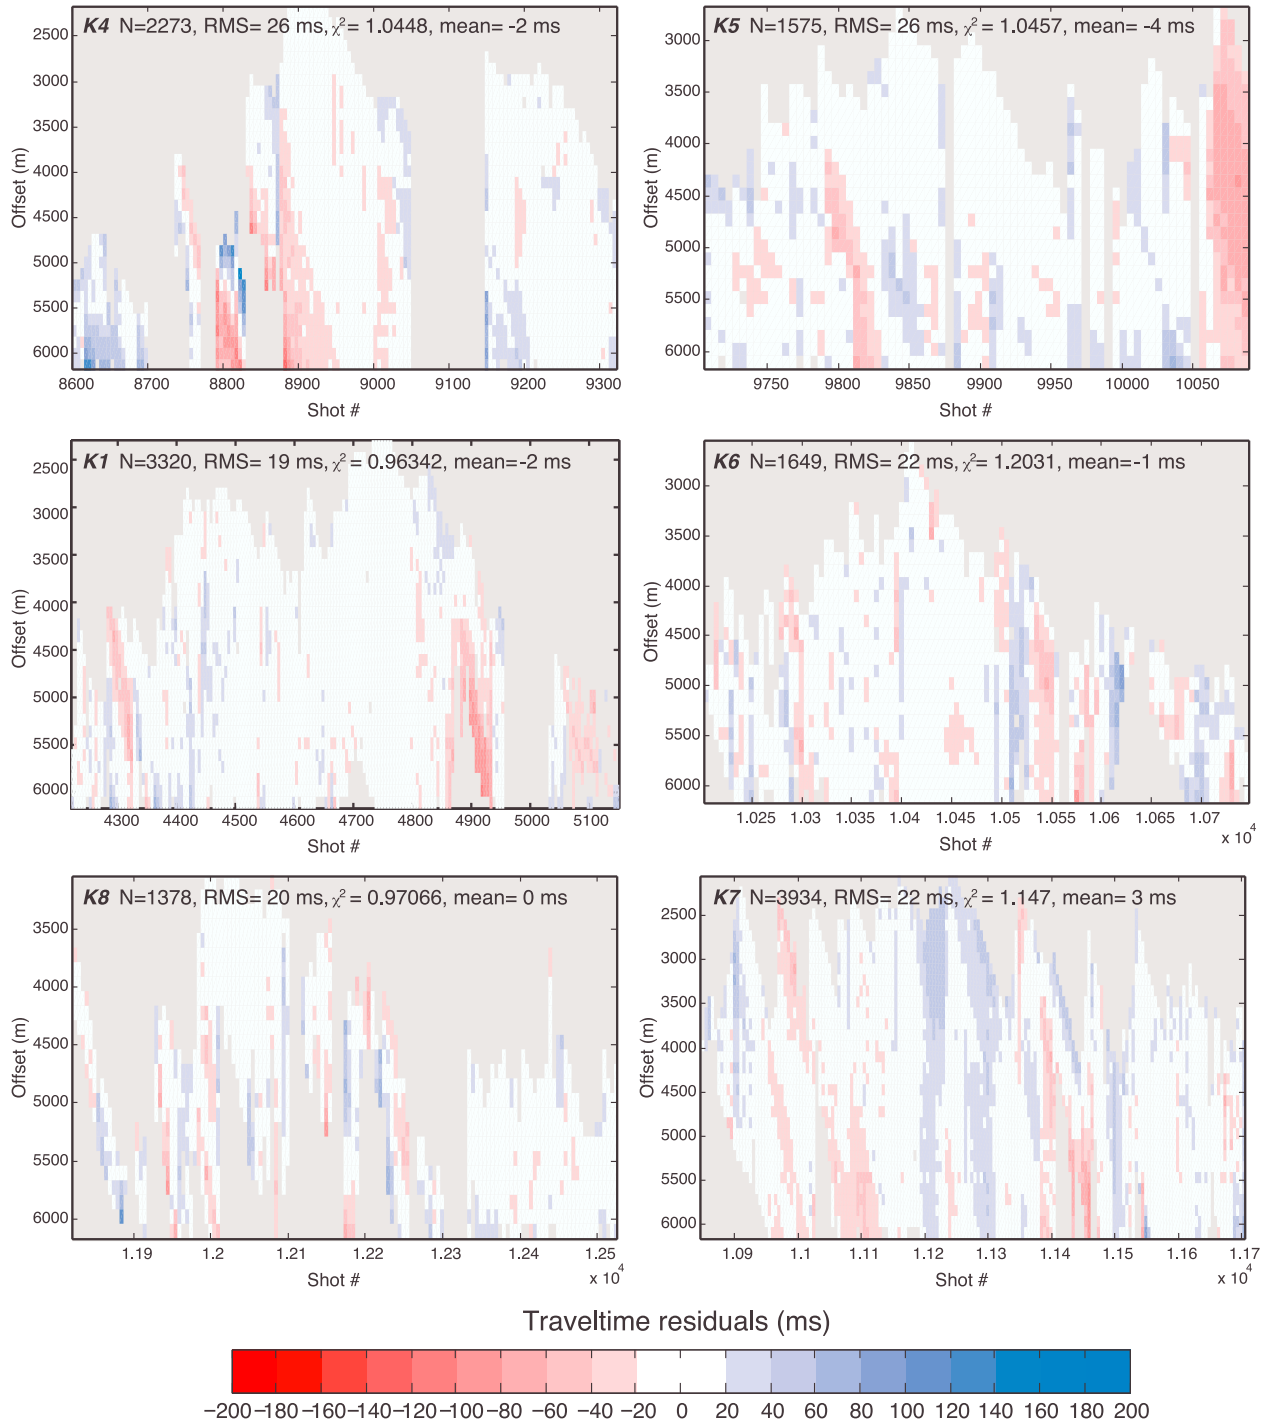 K4 N=2273, RMS= 26 ms, χ²= 1.0448, mean= -2 ms
2500
3000
3500
4000
4500
5000
5500
6000
Offset (m)
8600 8700 8800 8900 9000 9100 9200 9300
Shot #
K5 N=1575, RMS= 26 ms, χ²= 1.0457, mean= -4 ms
3000
3500
4000
4500
5000
5500
6000
Offset (m)
9750 9800 9850 9900 9950 10000 10050
Shot #
K1 N=3320, RMS= 19 ms, χ²= 0.96342, mean=-2 ms
2500
3000
3500
4000
4500
5000
5500
6000
Offset (m)
4300 4400 4500 4600 4700 4800 4900 5000 5100
Shot #
K6 N=1649, RMS= 22 ms, χ²= 1.2031, mean=-1 ms
3000
3500
4000
4500
5000
5500
6000
Offset (m)
1.025 1.03 1.035 1.04 1.045 1.05 1.055 1.06 1.065 1.07
x 10⁴
Shot #
K8 N=1378, RMS= 20 ms, χ²= 0.97066, mean= 0 ms
3500
4000
4500
5000
5500
6000
Offset (m)
1.19 1.2 1.21 1.22 1.23 1.24 1.25
x 10⁴
Shot #
K7 N=3934, RMS= 22 ms, χ²= 1.147, mean= 3 ms
2500
3000
3500
4000
4500
5000
5500
6000
Offset (m)
1.09 1.1 1.11 1.12 1.13 1.14 1.15 1.16 1.17
x 10⁴
Shot #
Traveltime residuals (ms)
−200 −180 −160 −140 −120 −100 −80 −60 −40 −20 0 20 40 60 80 100 120 140 160 180 200